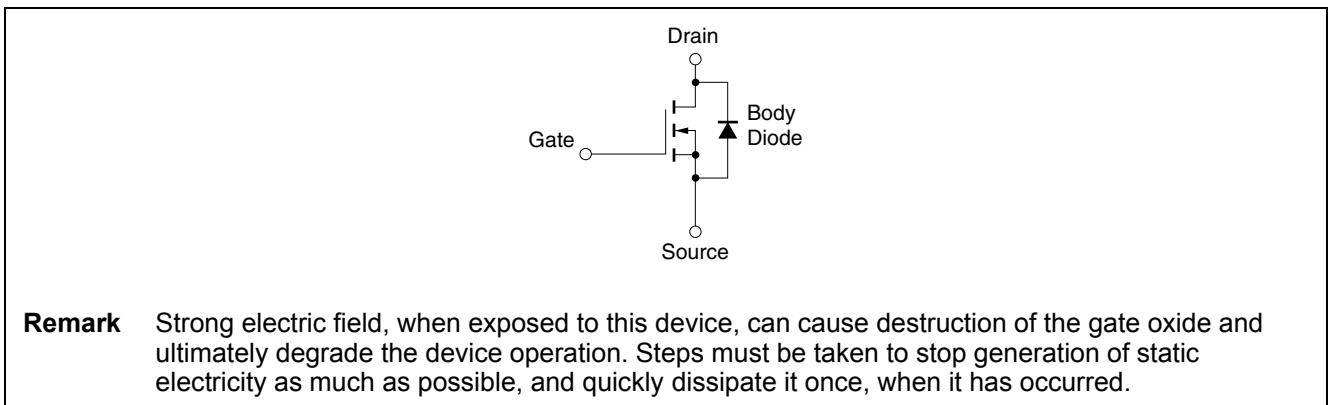 Drain
Body
Diode
Gate
Source
Remark Strong electric field, when exposed to this device, can cause destruction of the gate oxide and
ultimately degrade the device operation. Steps must be taken to stop generation of static
electricity as much as possible, and quickly dissipate it once, when it has occurred.